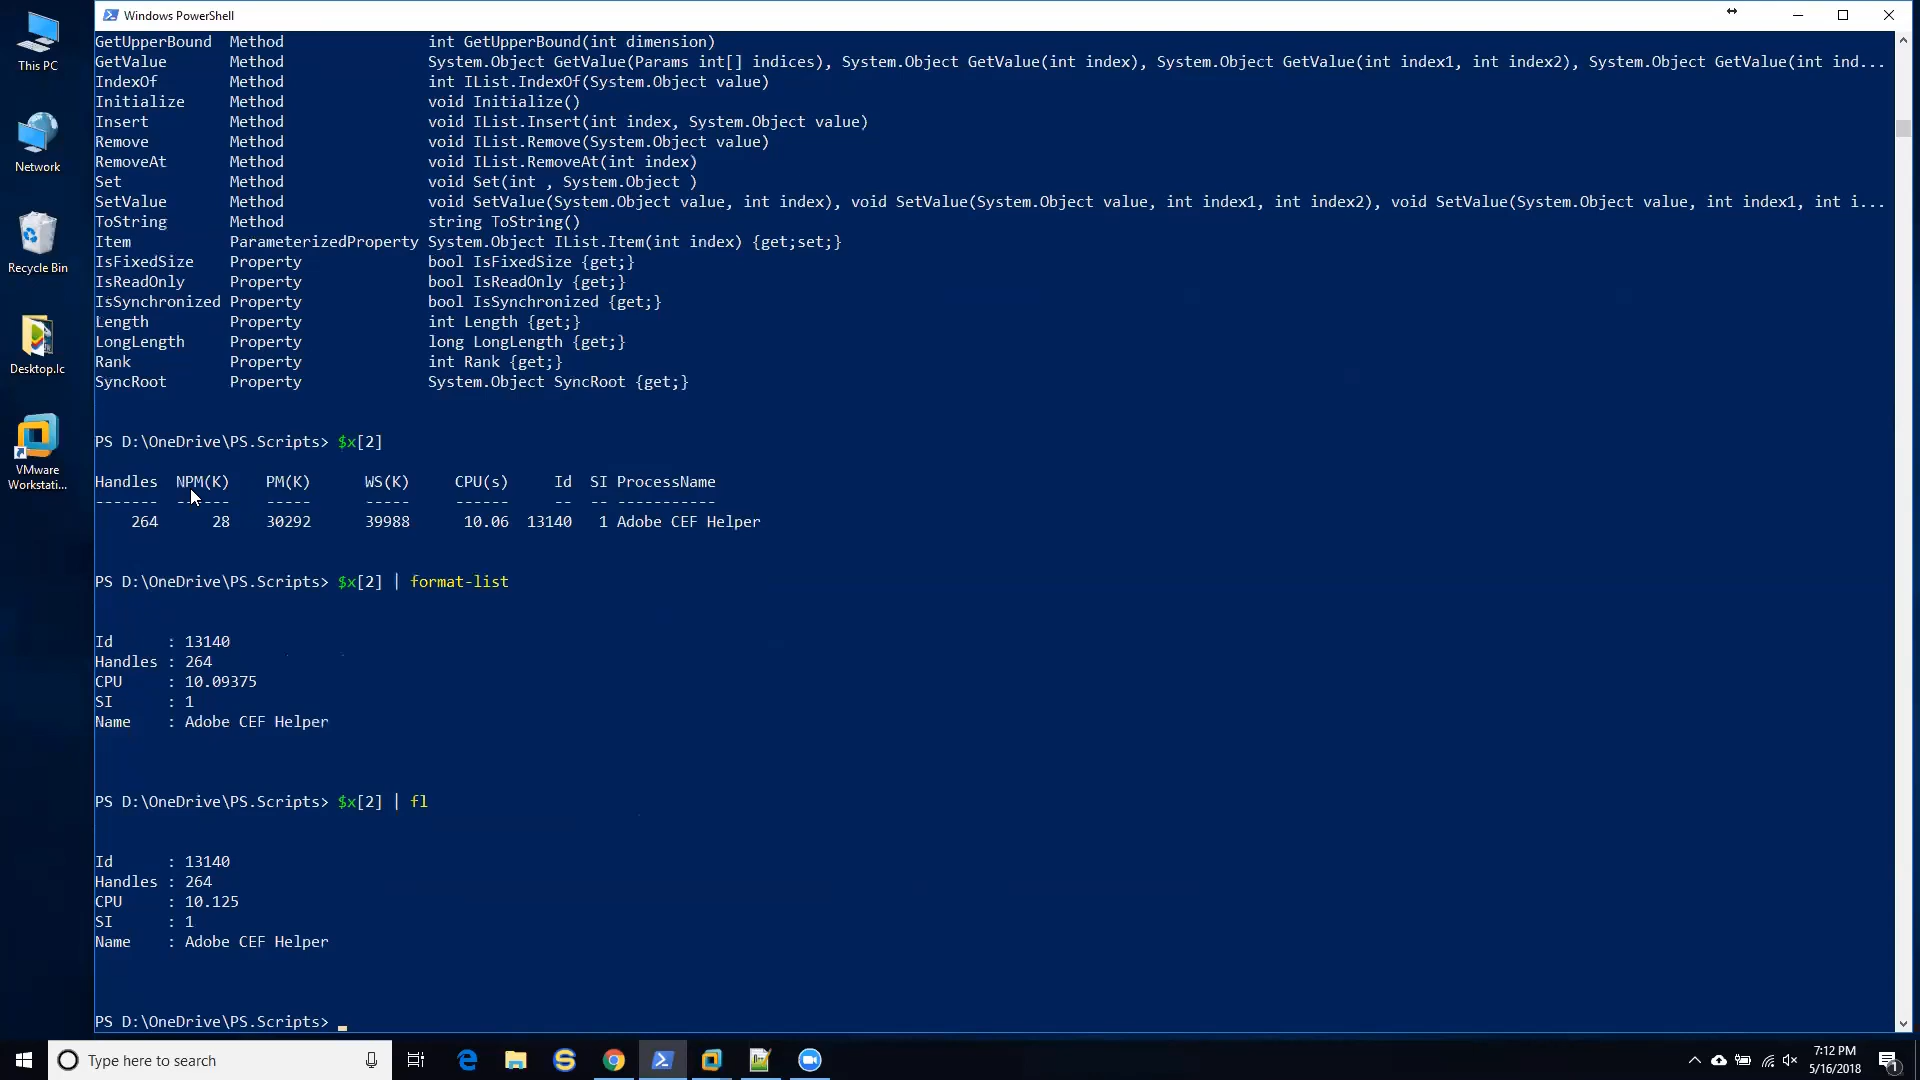 Windows PowerShell
This PC
Network
Recycle Bin
Desktop.lc
VMware
Workstati...
GetUpperBound Method int GetUpperBound(int dimension)
GetValue Method System.Object GetValue(Params int[] indices), System.Object GetValue(int index), System.Object GetValue(int index1, int index2), System.Object GetValue(int ind...
IndexOf Method int IList.IndexOf(System.Object value)
Initialize Method void Initialize()
Insert Method void IList.Insert(int index, System.Object value)
Remove Method void IList.Remove(System.Object value)
RemoveAt Method void IList.RemoveAt(int index)
Set Method void Set(int , System.Object )
SetValue Method void SetValue(System.Object value, int index), void SetValue(System.Object value, int index1, int index2), void SetValue(System.Object value, int index1, int i...
ToString Method string ToString()
Item ParameterizedProperty System.Object IList.Item(int index) {get;set;}
IsFixedSize Property bool IsFixedSize {get;}
IsReadOnly Property bool IsReadOnly {get;}
IsSynchronized Property bool IsSynchronized {get;}
Length Property int Length {get;}
LongLength Property long LongLength {get;}
Rank Property int Rank {get;}
SyncRoot Property System.Object SyncRoot {get;}
PS D:\OneDrive\PS.Scripts> $x[2]
Handles NPM(K) PM(K) WS(K) CPU(s) Id SI ProcessName
------- ------ ----- ----- ------ -- -- -----------
264 28 30292 39988 10.06 13140 1 Adobe CEF Helper
PS D:\OneDrive\PS.Scripts> $x[2] | format-list
Id : 13140
Handles : 264
CPU : 10.09375
SI : 1
Name : Adobe CEF Helper
PS D:\OneDrive\PS.Scripts> $x[2] | fl
Id : 13140
Handles : 264
CPU : 10.125
SI : 1
Name : Adobe CEF Helper
PS D:\OneDrive\PS.Scripts> _
Type here to search
7:12 PM
5/16/2018
1